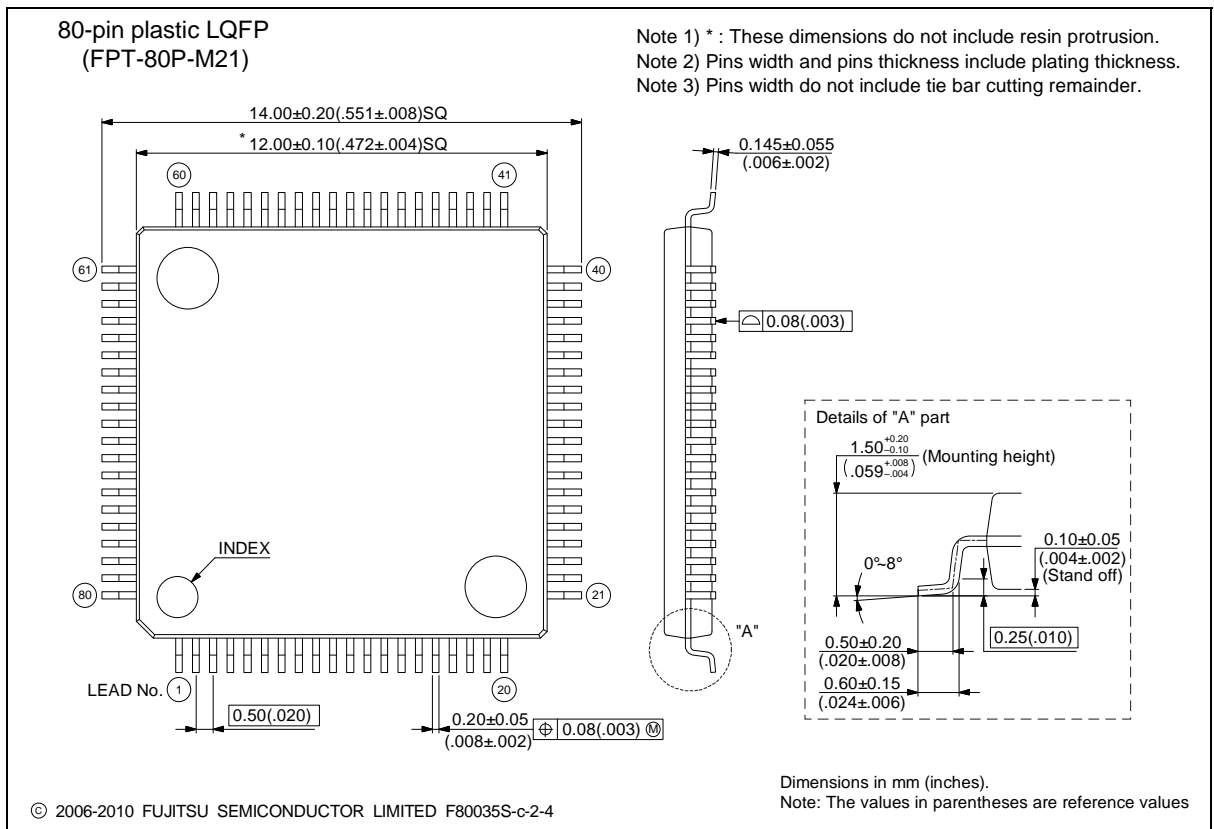 80-pin plastic LQFP
(FPT-80P-M21)
Note 1) * : These dimensions do not include resin protrusion.
Note 2) Pins width and pins thickness include plating thickness.
Note 3) Pins width do not include tie bar cutting remainder.
14.00±0.20(.551±.008)SQ
* 12.00±0.10(.472±.004)SQ
0.145±0.055
(.006±.002)
60
41
61
40
0.08(.003)
Details of "A" part
1.50 +0.20 –0.10 (Mounting height)
(.059 +.008 –.004)
0°~8°
0.10±0.05
(.004±.002)
(Stand off)
0.25(.010)
0.50±0.20
(.020±.008)
0.60±0.15
(.024±.006)
INDEX
80
21
"A"
LEAD No. 1
20
0.50(.020)
0.20±0.05
(.008±.002)
⌖ 0.08(.003) Ⓜ
Dimensions in mm (inches).
Note: The values in parentheses are reference values
© 2006-2010 FUJITSU SEMICONDUCTOR LIMITED F80035S-c-2-4